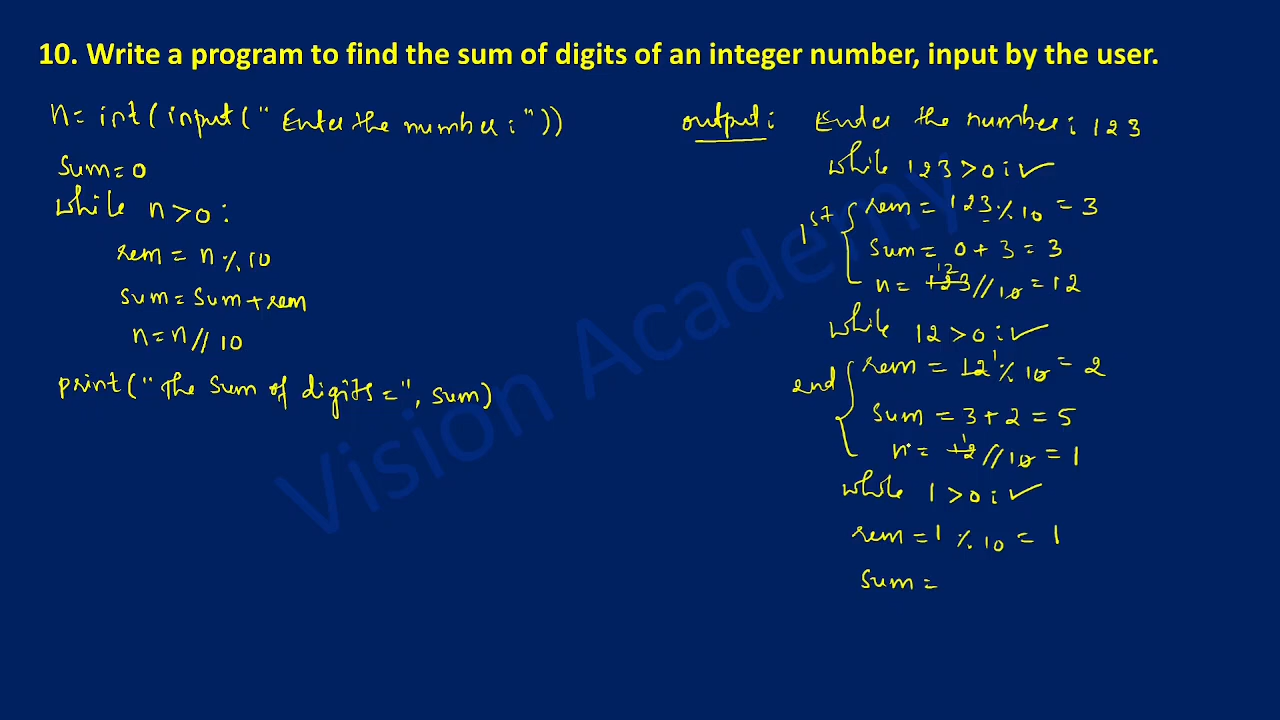 10. Write a program to find the sum of digits of an integer number, input by the user.
n= int(input("Enter the number:"))
Sum=0
while n>0:
rem = n%10
sum=sum+rem
n=n//10
print("The sum of digits=", sum)
output: Enter the number: 123
while 123>0: ✓
1st
rem = 123%10 = 3
sum = 0+3=3
12
n= 123//10=12
while 12>0: ✓
2nd
rem = 12%10=2
1
sum = 3+2=5
1
n= 12//10=1
while 1>0: ✓
rem=1%10=1
sum=
Vision Academy